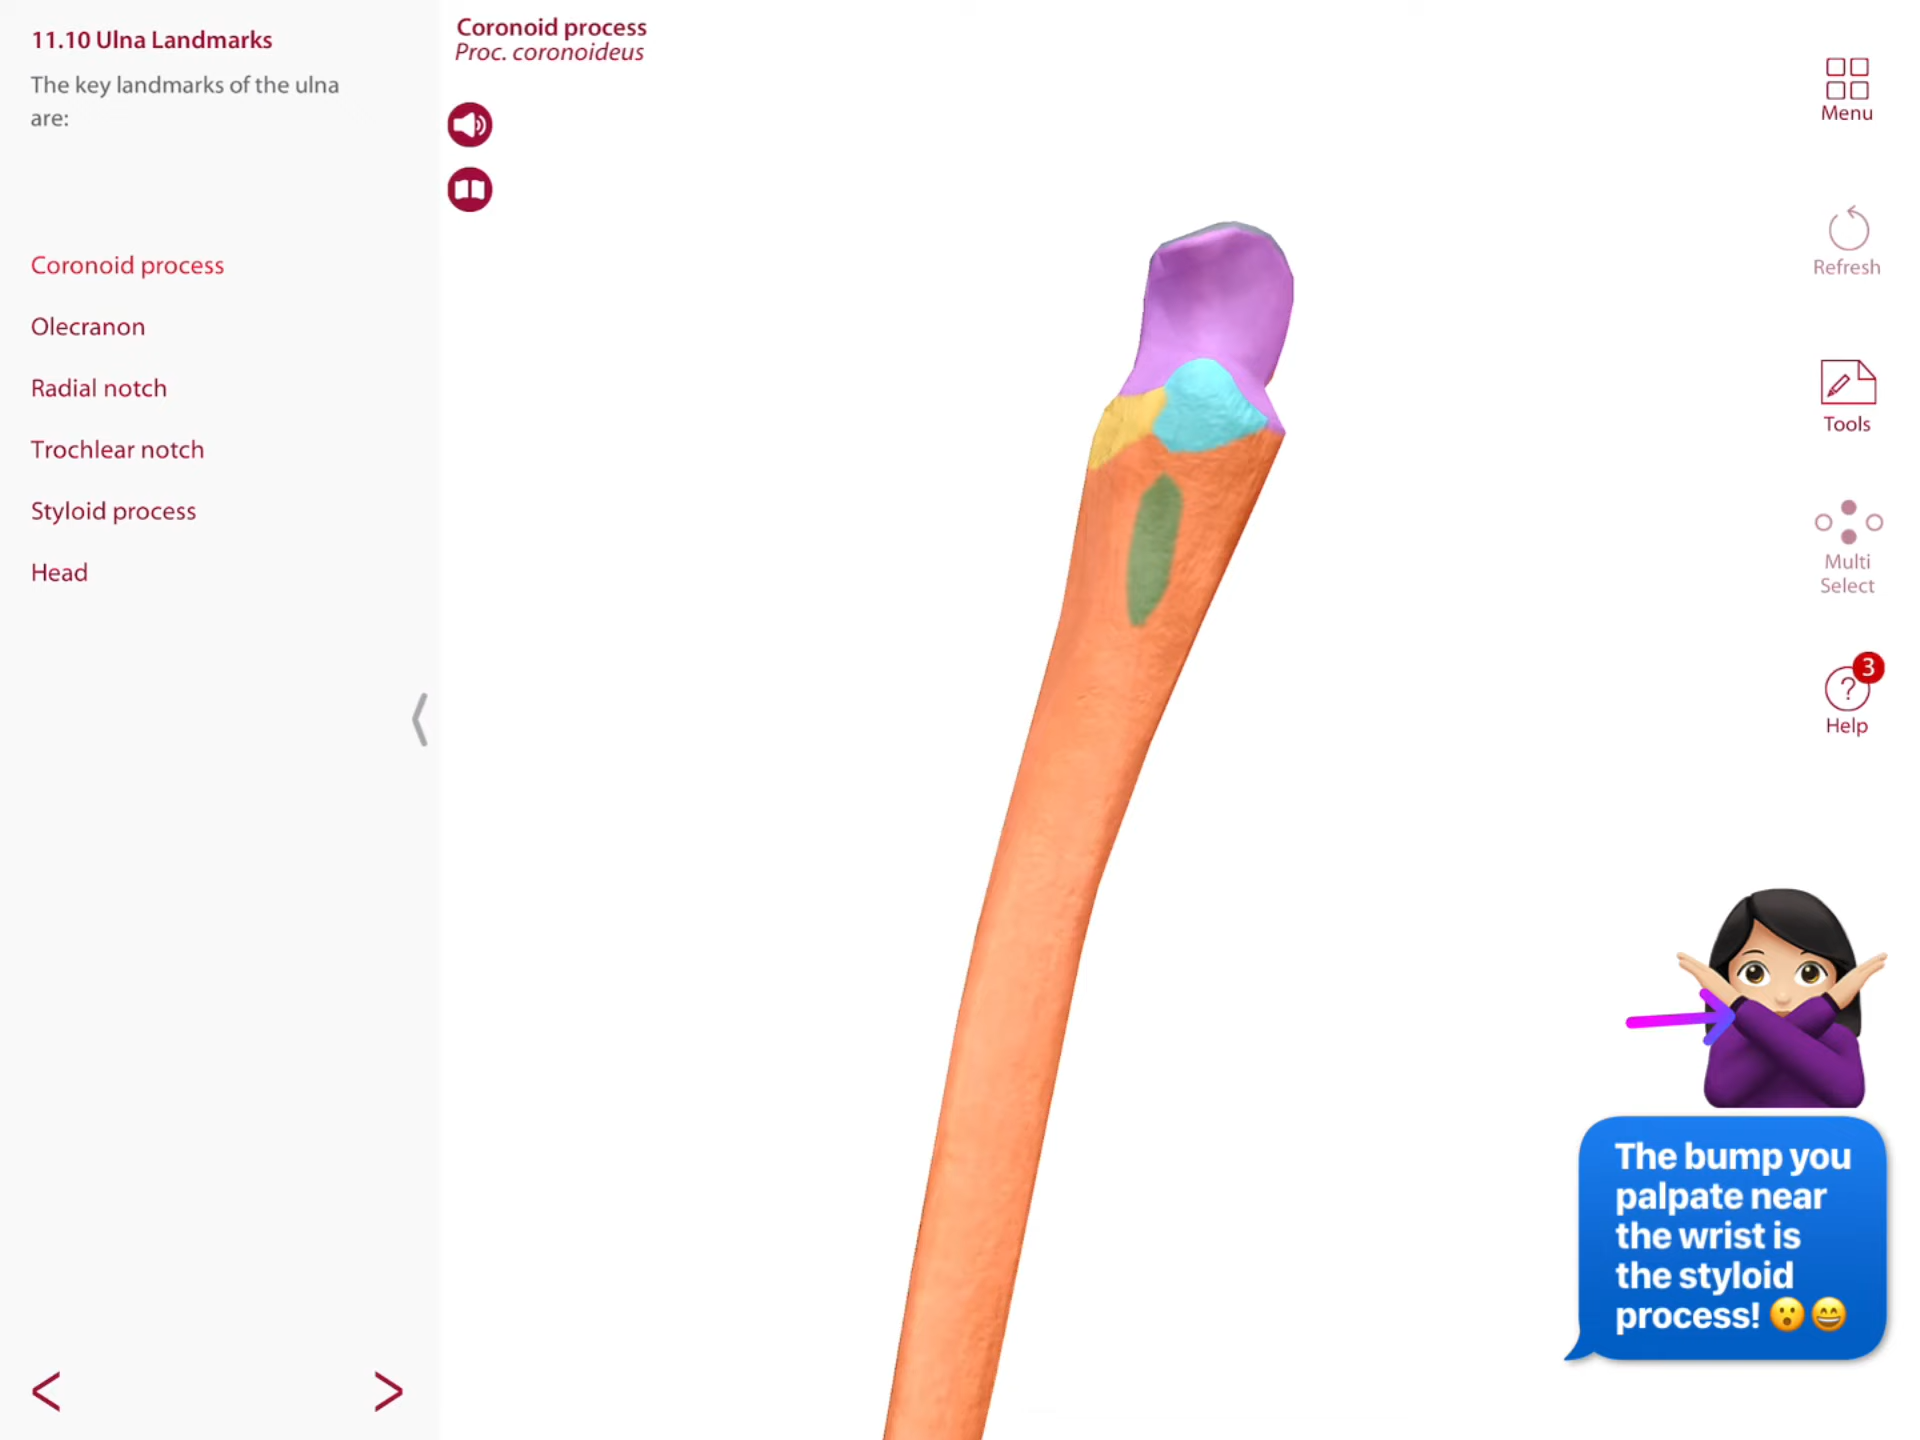 11.10 Ulna Landmarks
The key landmarks of the ulna
are:
Coronoid process
Olecranon
Radial notch
Trochlear notch
Styloid process
Head
Coronoid process
Proc. coronoideus
Menu
Refresh
Tools
Multi
Select
3
?
Help
The bump you
palpate near
the wrist is
the styloid
process! 😮😄